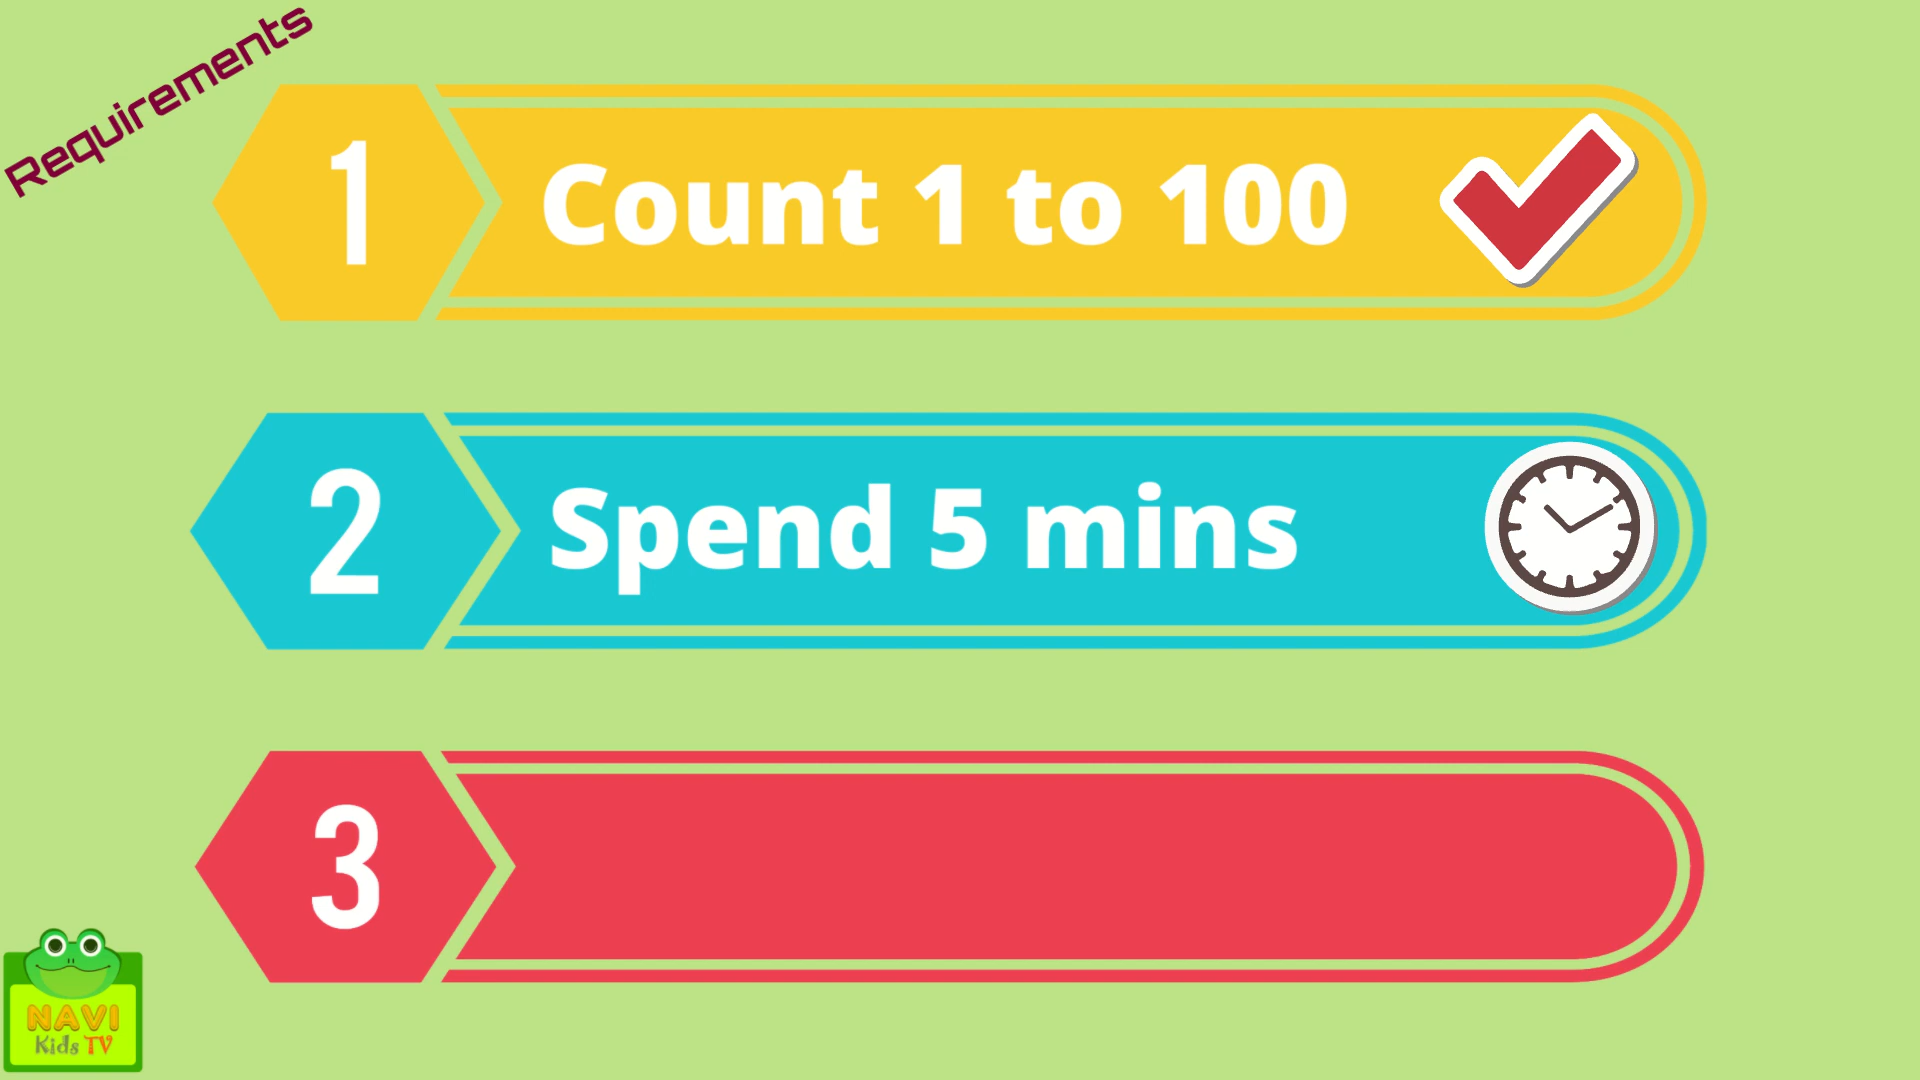 Requirements
1
Count 1 to 100
2
Spend 5 mins
3
NAVI
Kids TV